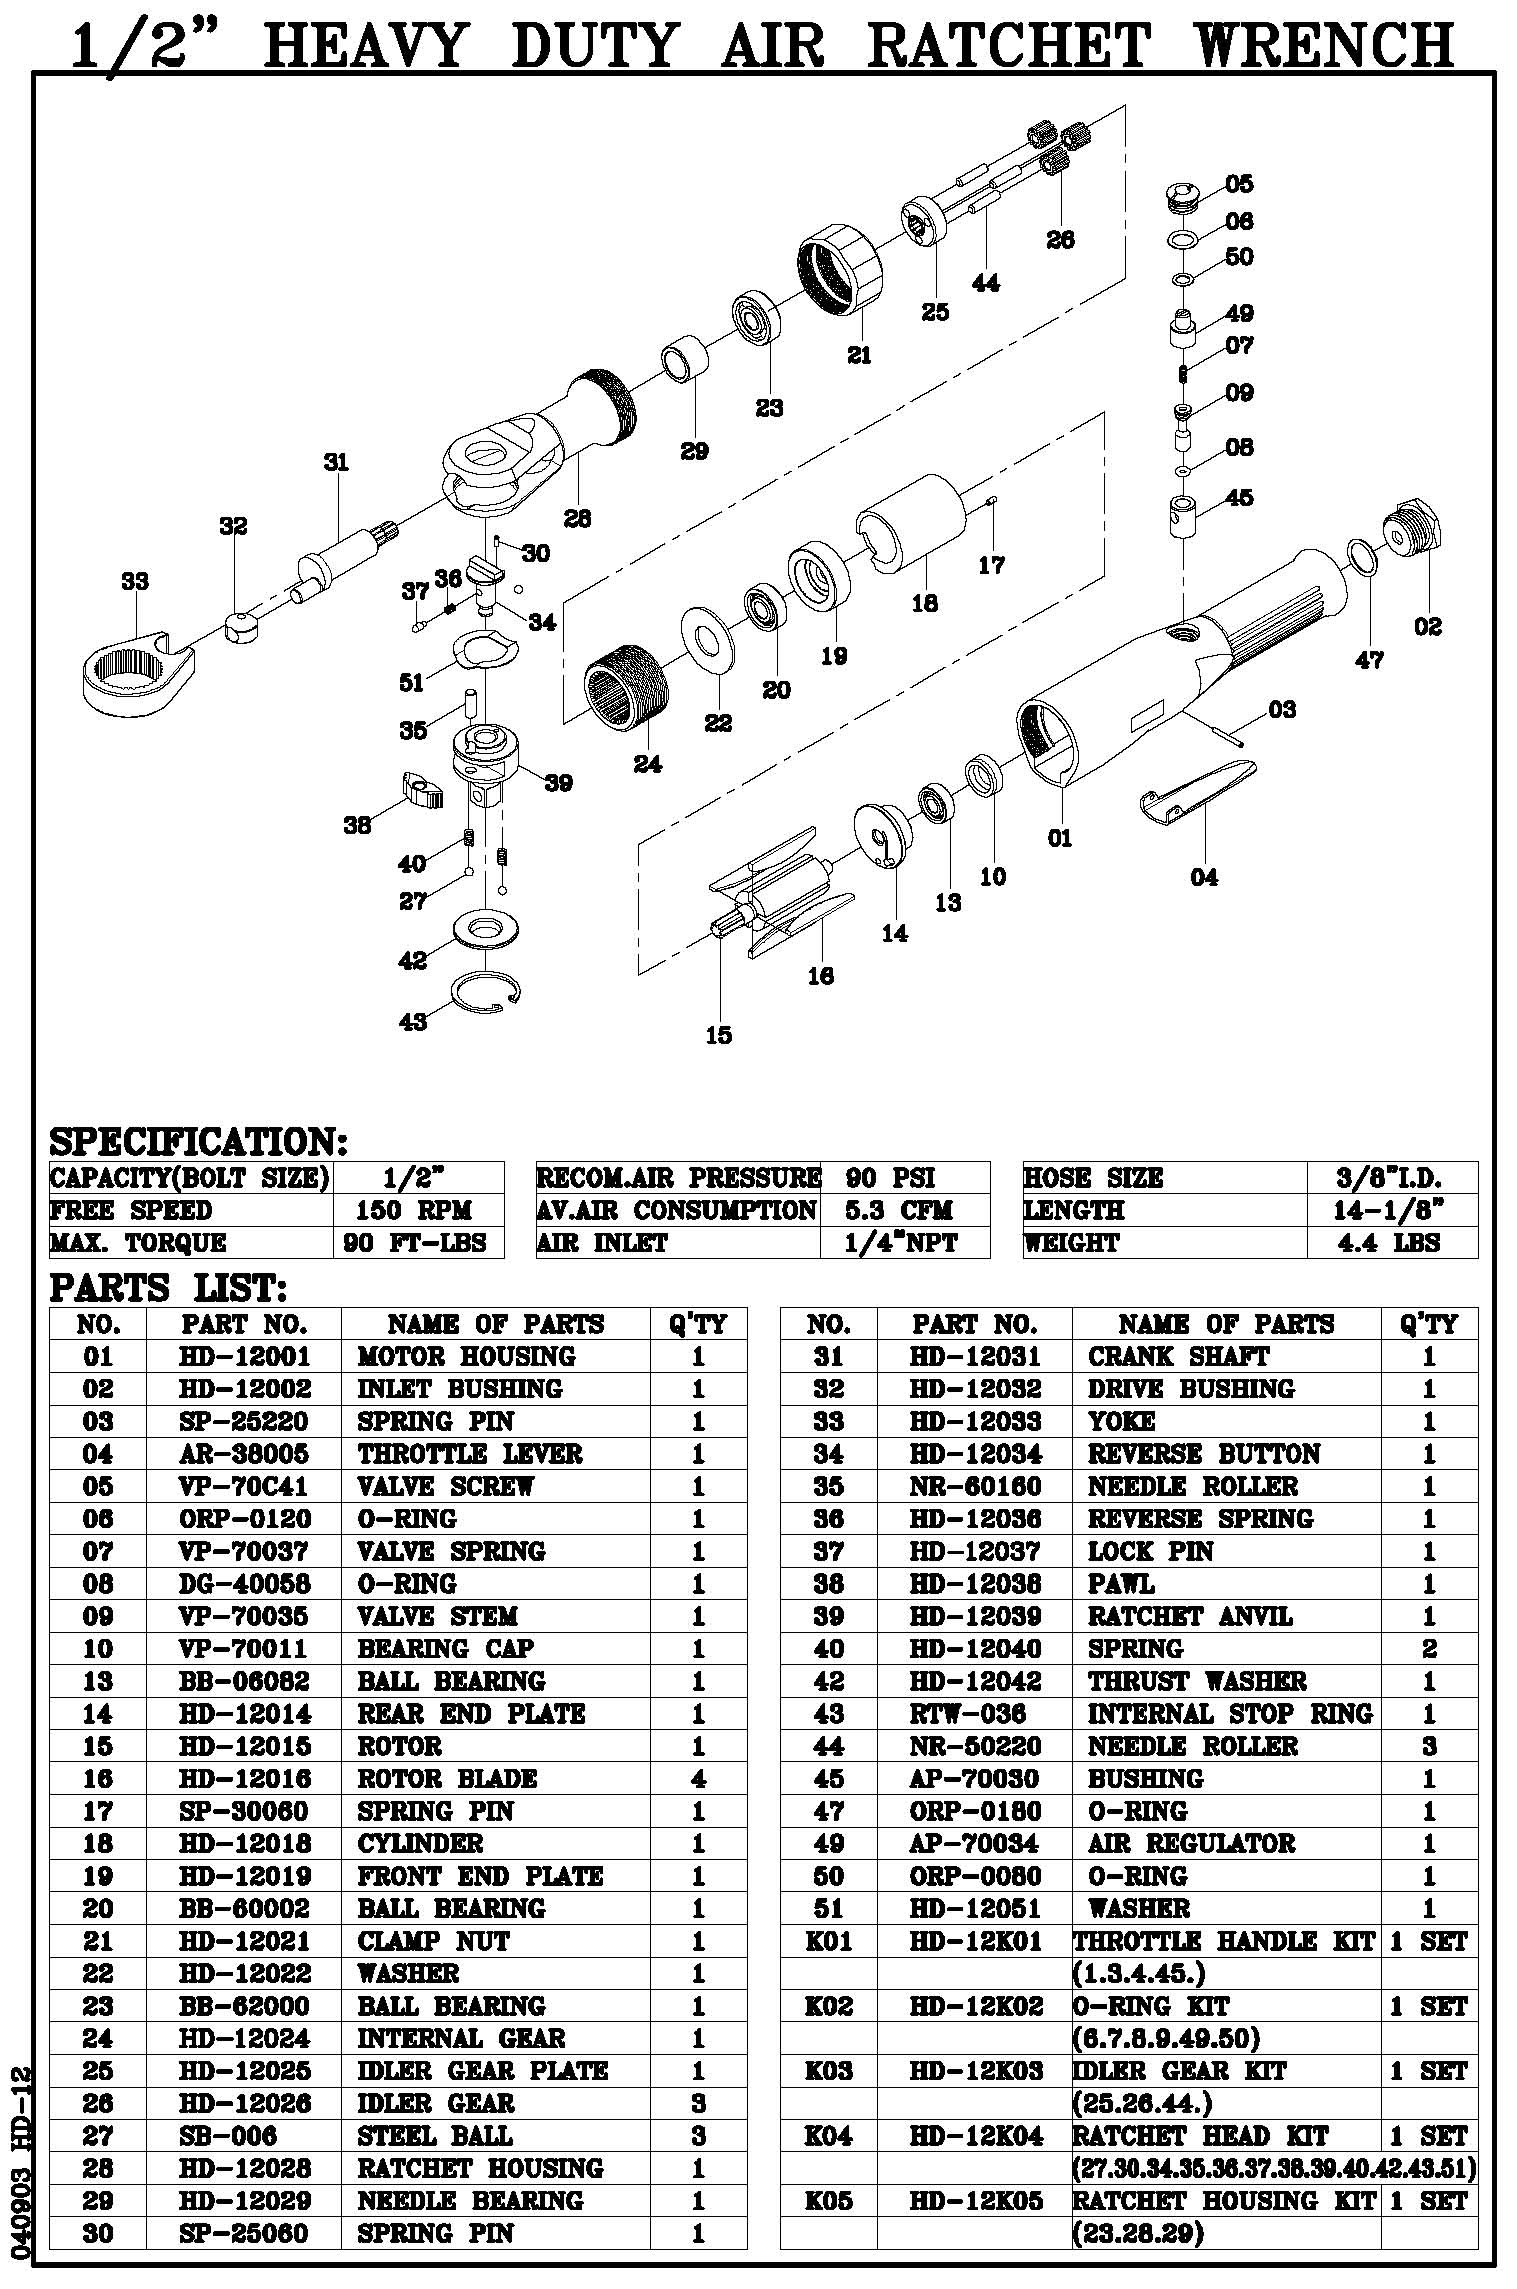 1/2” HEAVY DUTY AIR RATCHET WRENCH
05
06
50
49
07
09
08
45
26
44
25
21
23
29
28
31
32
33
30
36
37
34
51
35
39
38
40
27
42
43
17
18
19
20
22
24
02
47
03
01
04
10
13
14
16
15
SPECIFICATION:
CAPACITY(BOLT SIZE) 1/2” RECOM.AIR PRESSURE 90 PSI HOSE SIZE 3/8”I.D.
FREE SPEED 150 RPM AV.AIR CONSUMPTION 5.3 CFM LENGTH 14-1/8”
MAX. TORQUE 90 FT-LBS AIR INLET 1/4”NPT WEIGHT 4.4 LBS
PARTS LIST:
NO. PART NO. NAME OF PARTS Q'TY
01 HD-12001 MOTOR HOUSING 1
02 HD-12002 INLET BUSHING 1
03 SP-25220 SPRING PIN 1
04 AR-38005 THROTTLE LEVER 1
05 VP-70C41 VALVE SCREW 1
06 ORP-0120 O-RING 1
07 VP-70037 VALVE SPRING 1
08 DG-40058 O-RING 1
09 VP-70035 VALVE STEM 1
10 VP-70011 BEARING CAP 1
13 BB-06082 BALL BEARING 1
14 HD-12014 REAR END PLATE 1
15 HD-12015 ROTOR 1
16 HD-12016 ROTOR BLADE 4
17 SP-30060 SPRING PIN 1
18 HD-12018 CYLINDER 1
19 HD-12019 FRONT END PLATE 1
20 BB-60002 BALL BEARING 1
21 HD-12021 CLAMP NUT 1
22 HD-12022 WASHER 1
23 BB-62000 BALL BEARING 1
24 HD-12024 INTERNAL GEAR 1
25 HD-12025 IDLER GEAR PLATE 1
26 HD-12026 IDLER GEAR 3
27 SB-006 STEEL BALL 3
28 HD-12028 RATCHET HOUSING 1
29 HD-12029 NEEDLE BEARING 1
30 SP-25060 SPRING PIN 1
NO. PART NO. NAME OF PARTS Q'TY
31 HD-12031 CRANK SHAFT 1
32 HD-12032 DRIVE BUSHING 1
33 HD-12033 YOKE 1
34 HD-12034 REVERSE BUTTON 1
35 NR-60160 NEEDLE ROLLER 1
36 HD-12036 REVERSE SPRING 1
37 HD-12037 LOCK PIN 1
38 HD-12038 PAWL 1
39 HD-12039 RATCHET ANVIL 1
40 HD-12040 SPRING 2
42 HD-12042 THRUST WASHER 1
43 RTW-036 INTERNAL STOP RING 1
44 NR-50220 NEEDLE ROLLER 3
45 AP-70030 BUSHING 1
47 ORP-0180 O-RING 1
49 AP-70034 AIR REGULATOR 1
50 ORP-0080 O-RING 1
51 HD-12051 WASHER 1
K01 HD-12K01 THROTTLE HANDLE KIT 1 SET
(1.3.4.45.)
K02 HD-12K02 O-RING KIT 1 SET
(6.7.8.9.49.50)
K03 HD-12K03 IDLER GEAR KIT 1 SET
(25.26.44.)
K04 HD-12K04 RATCHET HEAD KIT 1 SET
(27.30.34.35.36.37.38.39.40.42.43.51)
K05 HD-12K05 RATCHET HOUSING KIT 1 SET
(23.28.29)
040903 HD-12